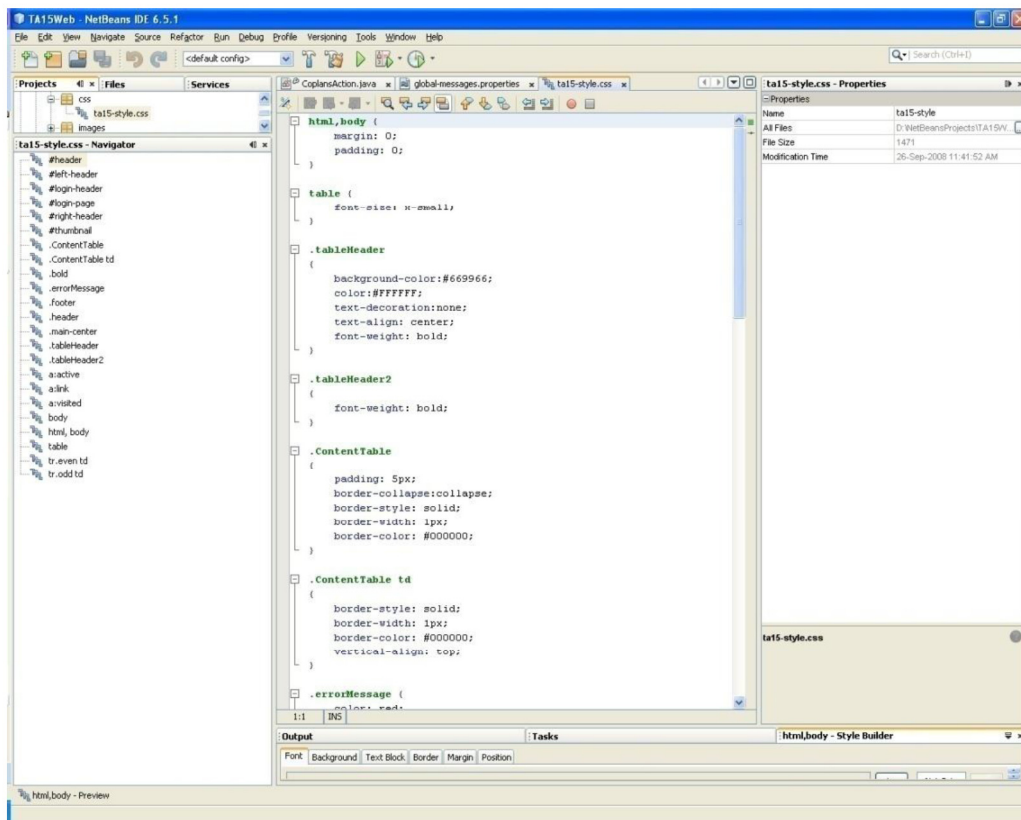 TA15Web - NetBeans IDE 6.5.1
File Edit View Navigate Source Refactor Run Debug Profile Versioning Tools Window Help
<default config>
Search (Ctrl+I)
Projects Files Services
css
ta15-style.css
images
ta15-style.css - Navigator
#header
#left-header
#login-header
#login-page
#right-header
#thumbnail
.ContentTable
.ContentTable td
.bold
.errorMessage
.footer
.header
.main-center
.tableHeader
.tableHeader2
a:active
a:link
a:visited
body
html, body
table
tr.even td
tr.odd td
CoplansAction.java x global-messages.properties x ta15-style.css x
html,body {
margin: 0;
padding: 0;
}
table {
font-size: x-small;
}
.tableHeader
{
background-color:#669966;
color:#FFFFFF;
text-decoration:none;
text-align: center;
font-weight: bold;
}
.tableHeader2
{
font-weight: bold;
}
.ContentTable
{
padding: 5px;
border-collapse:collapse;
border-style: solid;
border-width: 1px;
border-color: #000000;
}
.ContentTable td
{
border-style: solid;
border-width: 1px;
border-color: #000000;
vertical-align: top;
}
.errorMessage {
color: red;
1:1 INS
ta15-style.css - Properties
Properties
Name ta15-style
All Files D:\NetBeansProjects\TA15W
File Size 1471
Modification Time 26-Sep-2008 11:41:52 AM
ta15-style.css
Output Tasks html,body - Style Builder
Font Background Text Block Border Margin Position
html,body - Preview